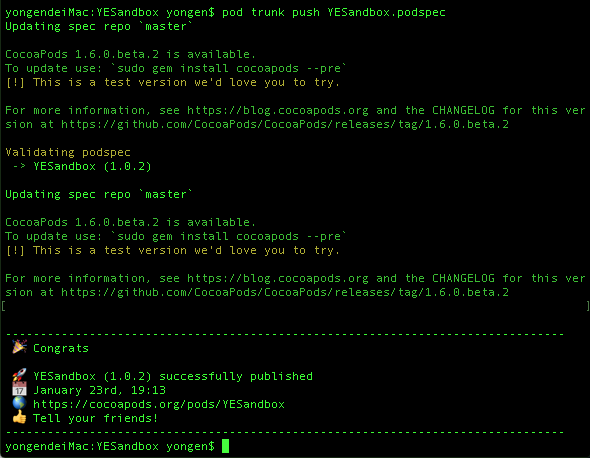 yongendeiMac:YESandbox yongen$ pod trunk push YESandbox.podspec
Updating spec repo `master`
CocoaPods 1.6.0.beta.2 is available.
To update use: `sudo gem install cocoapods --pre`
[!] This is a test version we'd love you to try.
For more information, see https://blog.cocoapods.org and the CHANGELOG for this ver
sion at https://github.com/CocoaPods/CocoaPods/releases/tag/1.6.0.beta.2
Validating podspec
-> YESandbox (1.0.2)
Updating spec repo `master`
CocoaPods 1.6.0.beta.2 is available.
To update use: `sudo gem install cocoapods --pre`
[!] This is a test version we'd love you to try.
For more information, see https://blog.cocoapods.org and the CHANGELOG for this ver
sion at https://github.com/CocoaPods/CocoaPods/releases/tag/1.6.0.beta.2
[ ]
--------------------------------------------------------------------------------
🎉 Congrats
🚀 YESandbox (1.0.2) successfully published
📅 January 23rd, 19:13
🌎 https://cocoapods.org/pods/YESandbox
👍 Tell your friends!
--------------------------------------------------------------------------------
yongendeiMac:YESandbox yongen$